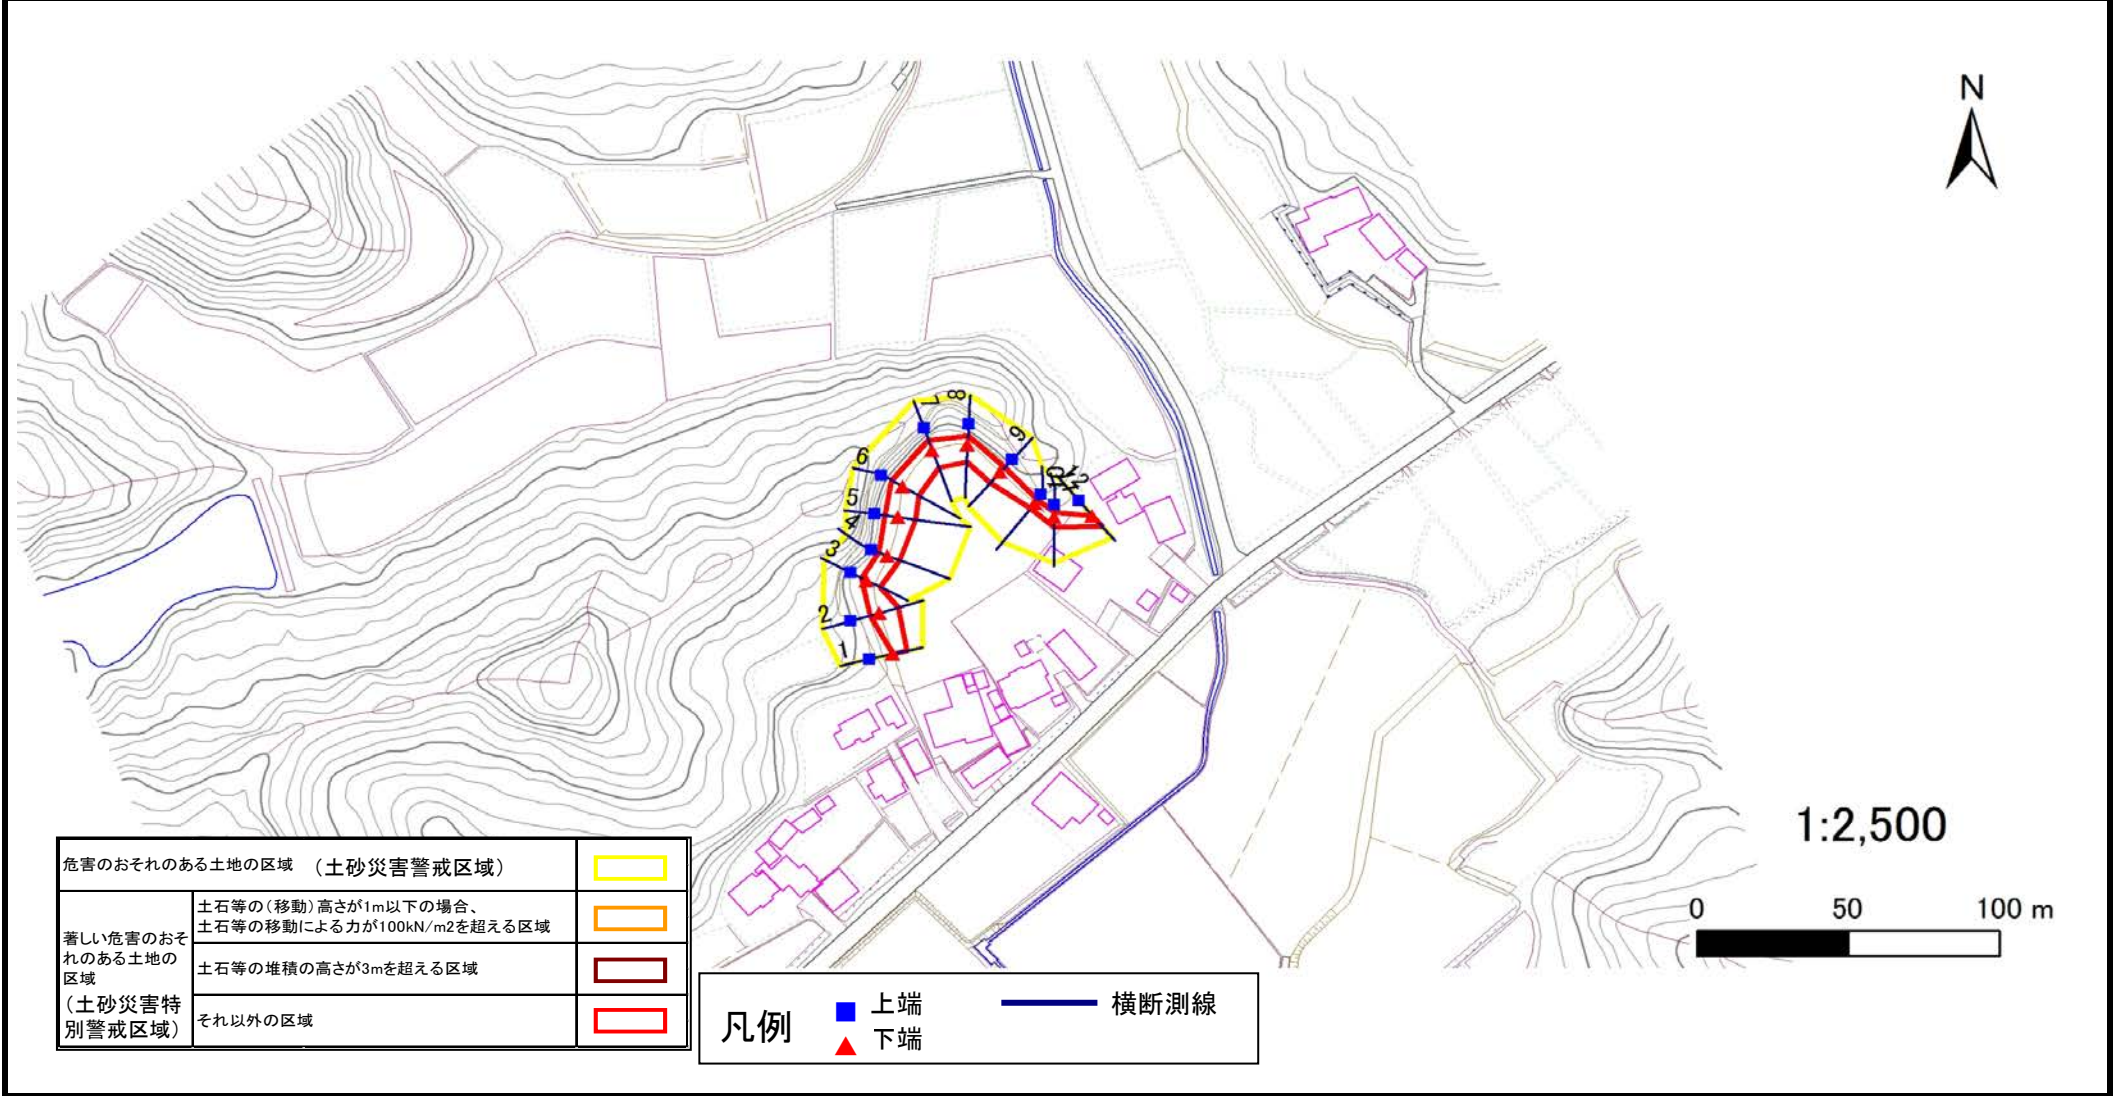 N
8
7
9
6
12
5
4
3
2
1
1:2,500
0 50 100 m
危害のおそれのある土地の区域 (土砂災害警戒区域)
著しい危害のおそ
れのある土地の
区域
(土砂災害特
別警戒区域)
土石等の(移動)高さが1m以下の場合、
土石等の移動による力が100kN/m2を超える区域
土石等の堆積の高さが3mを超える区域
それ以外の区域
凡例
上端
下端
横断測線